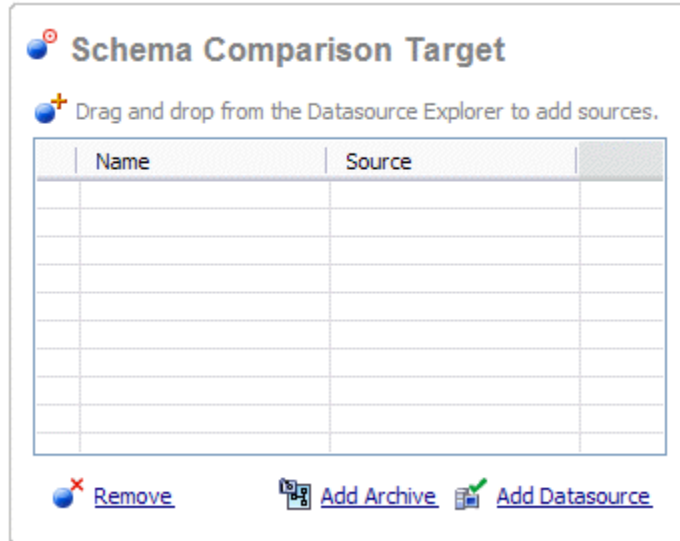 Schema Comparison Target
Drag and drop from the Datasource Explorer to add sources.
Name Source
Remove Add Archive Add Datasource